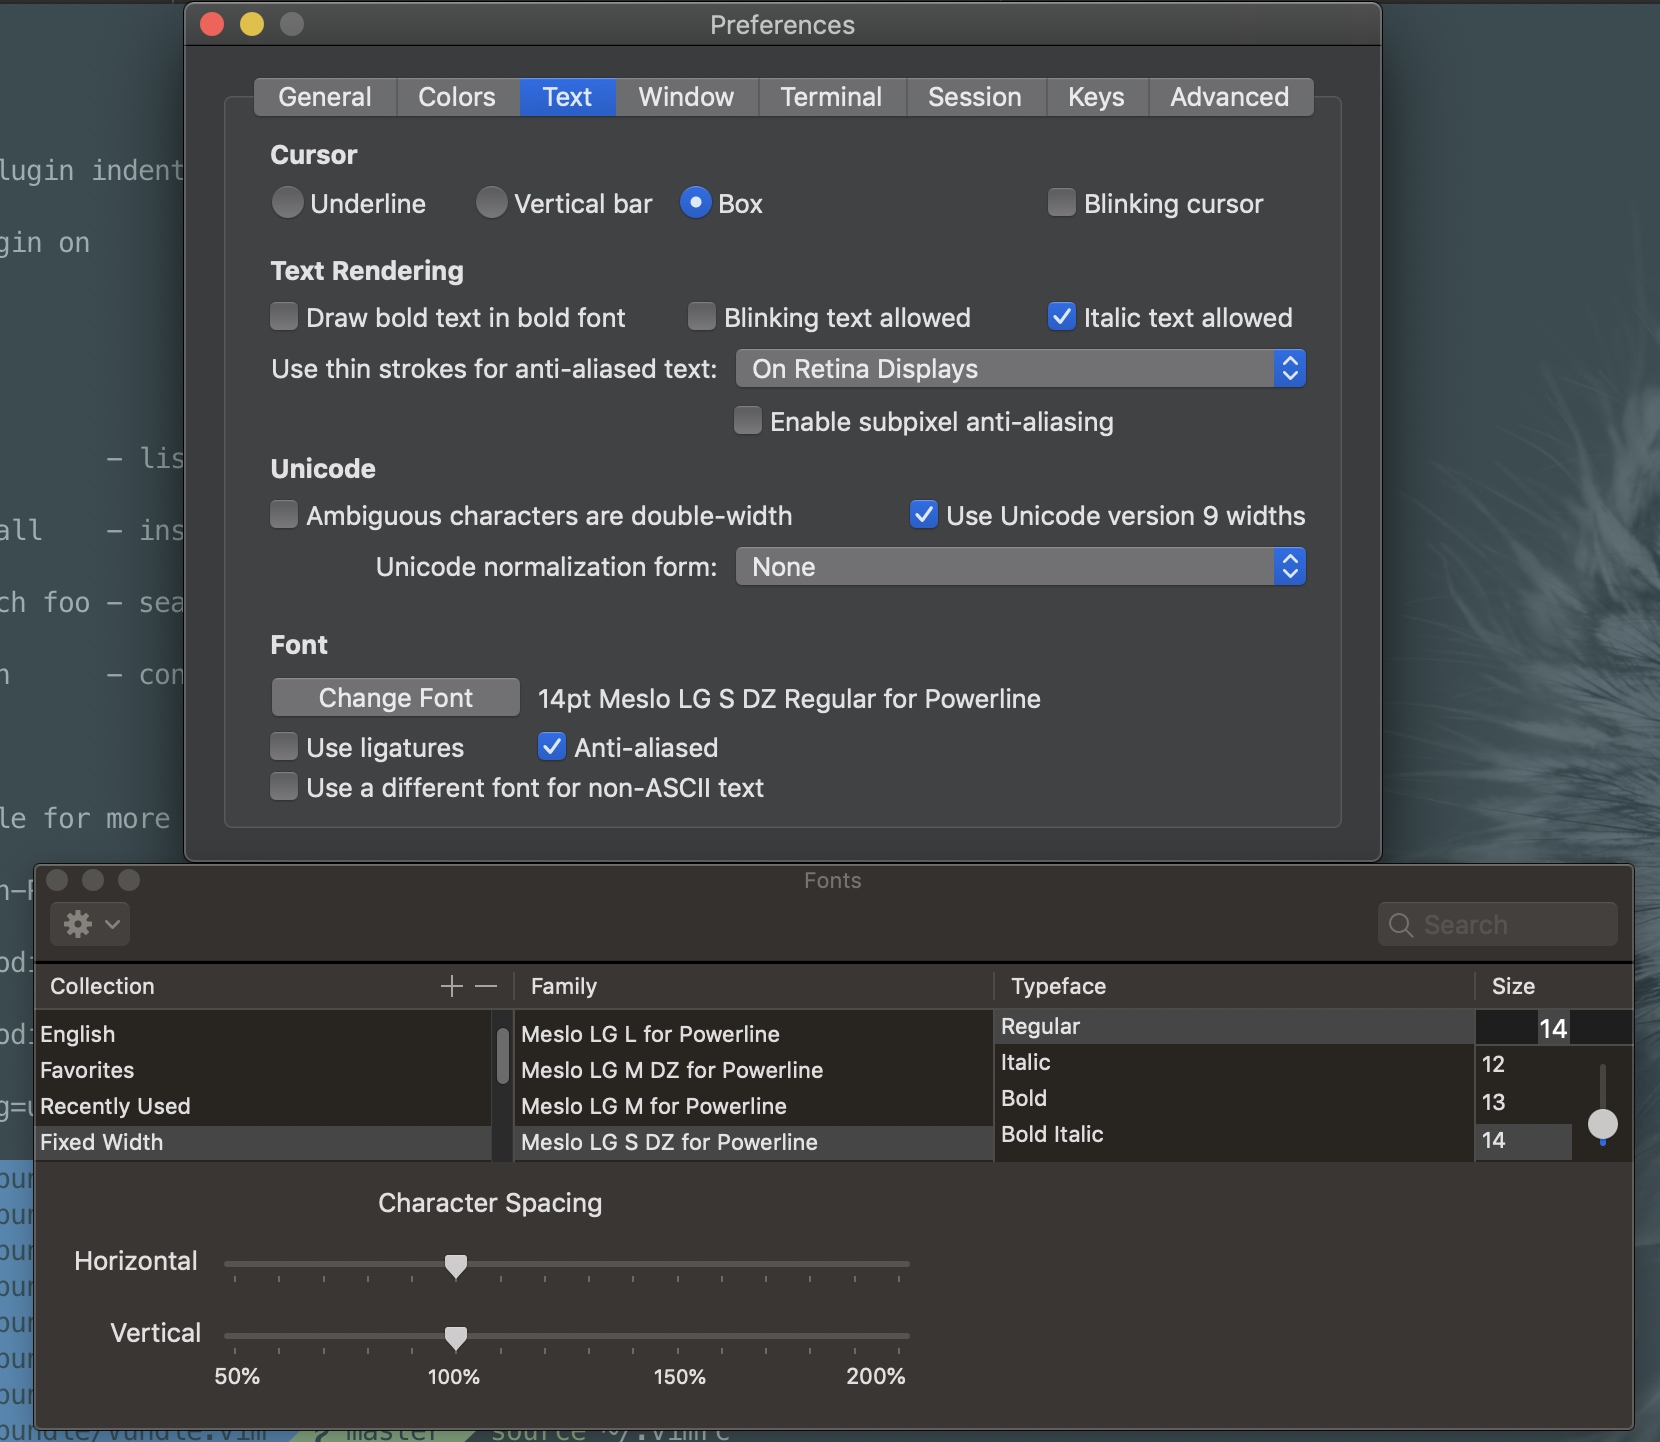 Preferences
General Colors Text Window Terminal Session Keys Advanced
Cursor
Underline Vertical bar Box Blinking cursor
Text Rendering
Draw bold text in bold font Blinking text allowed Italic text allowed
Use thin strokes for anti-aliased text: On Retina Displays
Enable subpixel anti-aliasing
Unicode
Ambiguous characters are double-width Use Unicode version 9 widths
Unicode normalization form: None
Font
Change Font 14pt Meslo LG S DZ Regular for Powerline
Use ligatures Anti-aliased
Use a different font for non-ASCII text
lugin indent
gin on
- lis
all - ins
ch foo - sea
n - con
le for more
Fonts
Search
Collection + — Family Typeface Size
English Meslo LG L for Powerline Regular 14
Favorites Meslo LG M DZ for Powerline Italic 12
Recently Used Meslo LG M for Powerline Bold 13
Fixed Width Meslo LG S DZ for Powerline Bold Italic 14
Character Spacing
Horizontal
Vertical
50% 100% 150% 200%
bundle/Vundle.vim master source ~/.vimrc